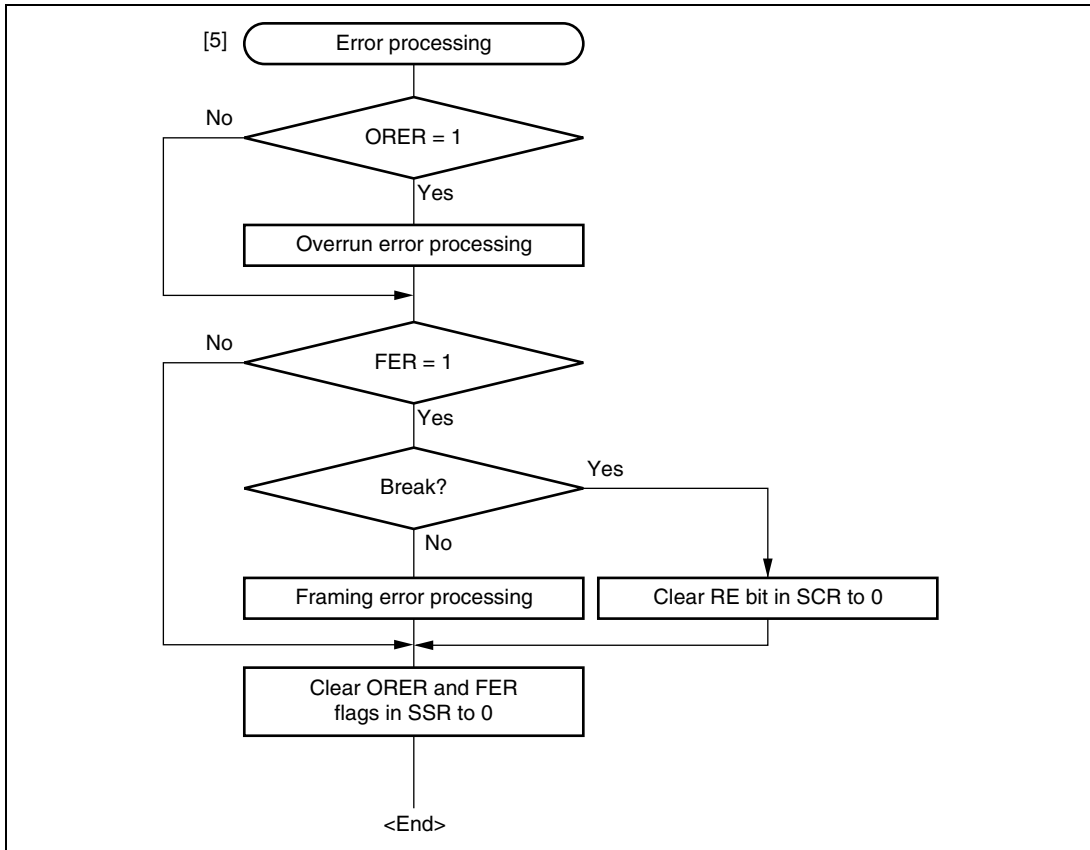 [5]
Error processing
No
ORER = 1
Yes
Overrun error processing
No
FER = 1
Yes
Break?
Yes
No
Framing error processing
Clear RE bit in SCR to 0
Clear ORER and FER
flags in SSR to 0
<End>